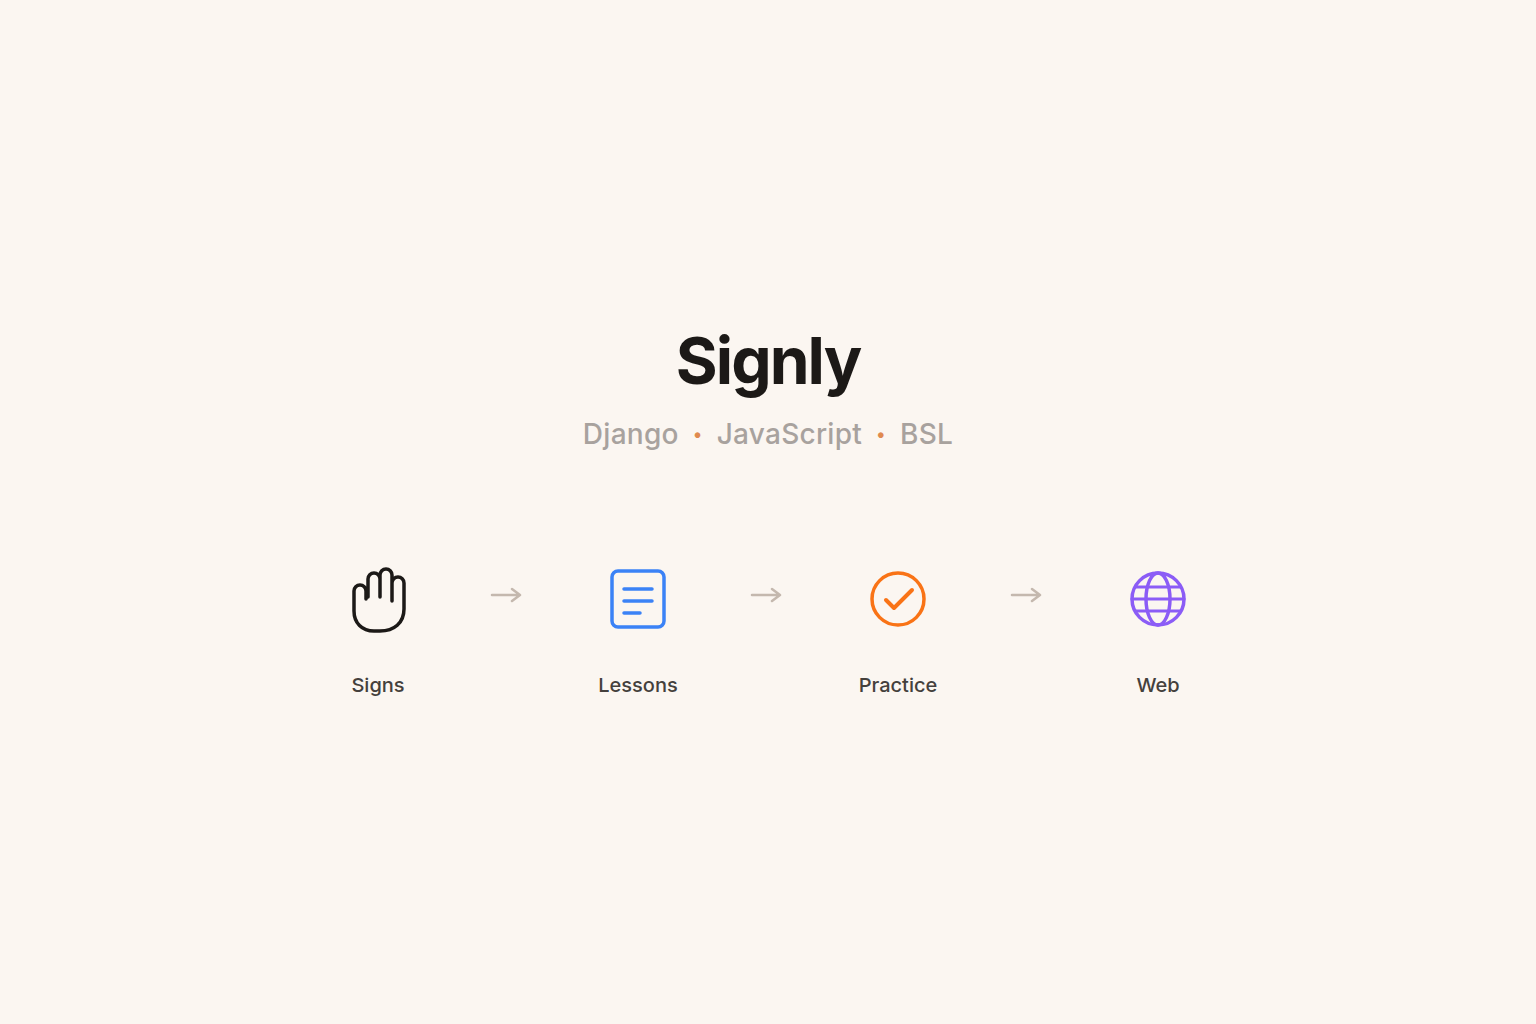 Signly
Django • JavaScript • BSL
Signs → Lessons → Practice → Web